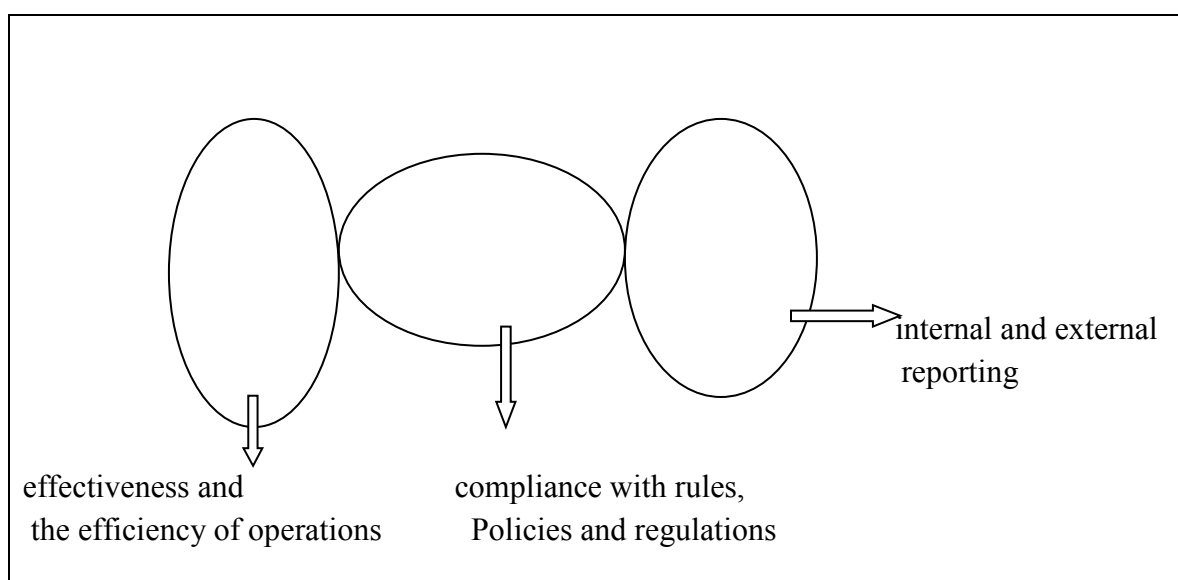 internal and external
reporting
effectiveness and
the efficiency of operations
compliance with rules,
Policies and regulations